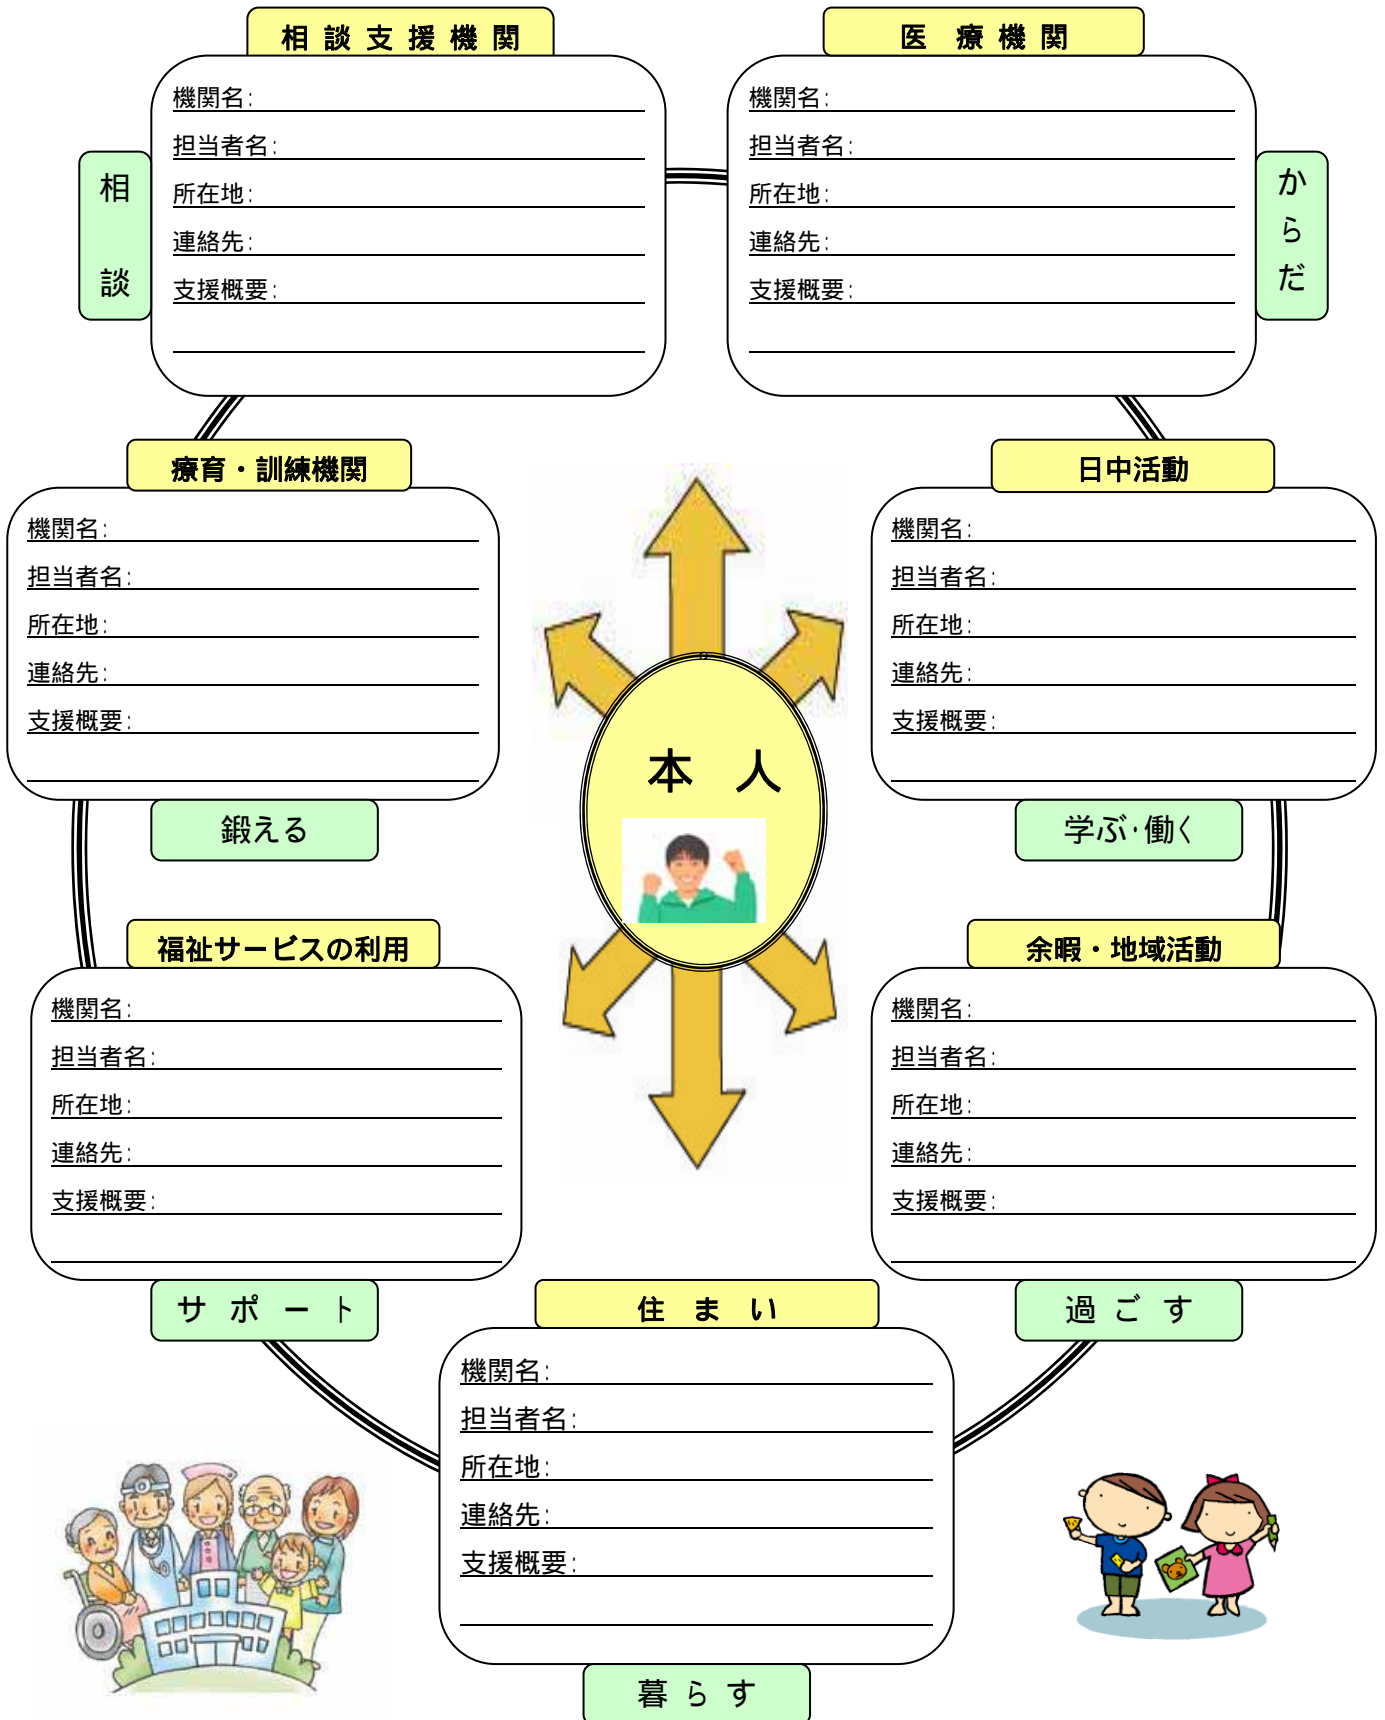 相 談 支 援 機 関
機関名:
担当者名:
所在地:
連絡先:
支援概要:
相
談
医 療 機 関
機関名:
担当者名:
所在地:
連絡先:
支援概要:
か
ら
だ
療育・訓練機関
機関名:
担当者名:
所在地:
連絡先:
支援概要:
鍛える
日中活動
機関名:
担当者名:
所在地:
連絡先:
支援概要:
学ぶ・働く
本 人
福祉サービスの利用
機関名:
担当者名:
所在地:
連絡先:
支援概要:
サ ポ ー ト
余暇・地域活動
機関名:
担当者名:
所在地:
連絡先:
支援概要:
過 ご す
住 ま い
機関名:
担当者名:
所在地:
連絡先:
支援概要:
暮 ら す